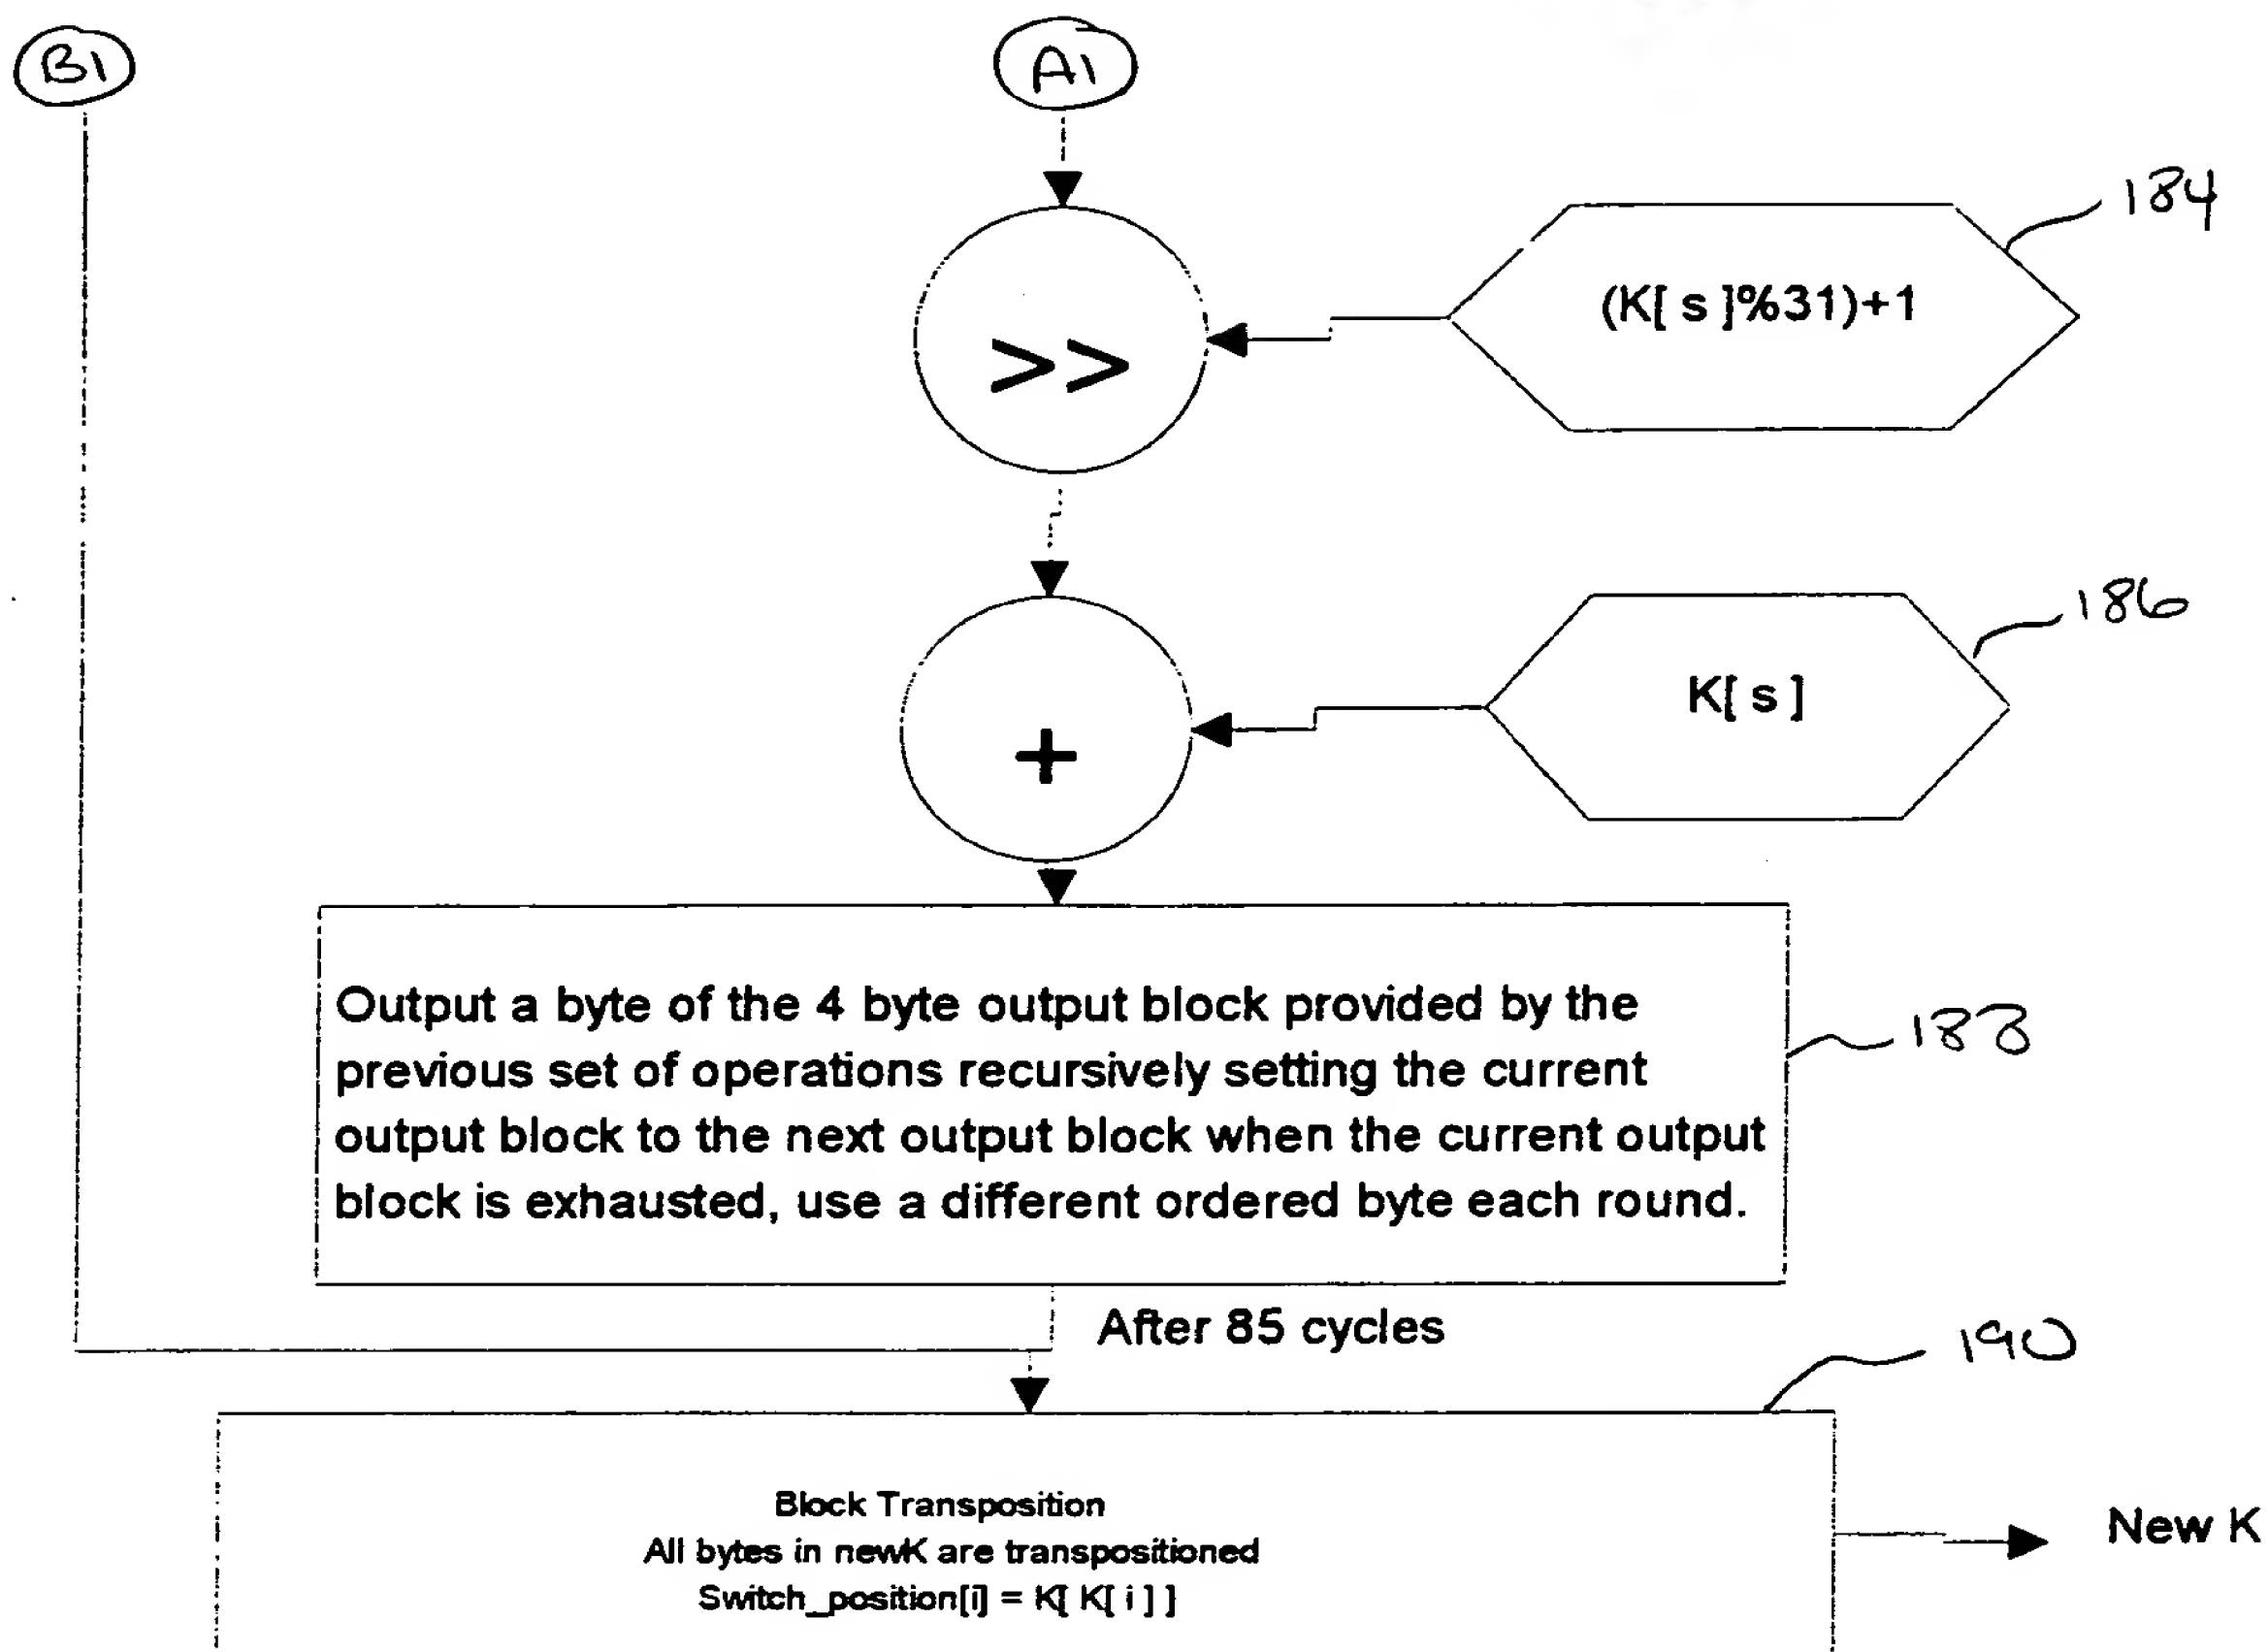 B1
A1
184
(K[ s ]%31)+1
>>
186
K[ s ]
+
Output a byte of the 4 byte output block provided by the
previous set of operations recursively setting the current
output block to the next output block when the current output
block is exhausted, use a different ordered byte each round.
188
After 85 cycles
190
Block Transposition
All bytes in newK are transpositioned
Switch_position[i] = K[ K[ i ] ]
New K